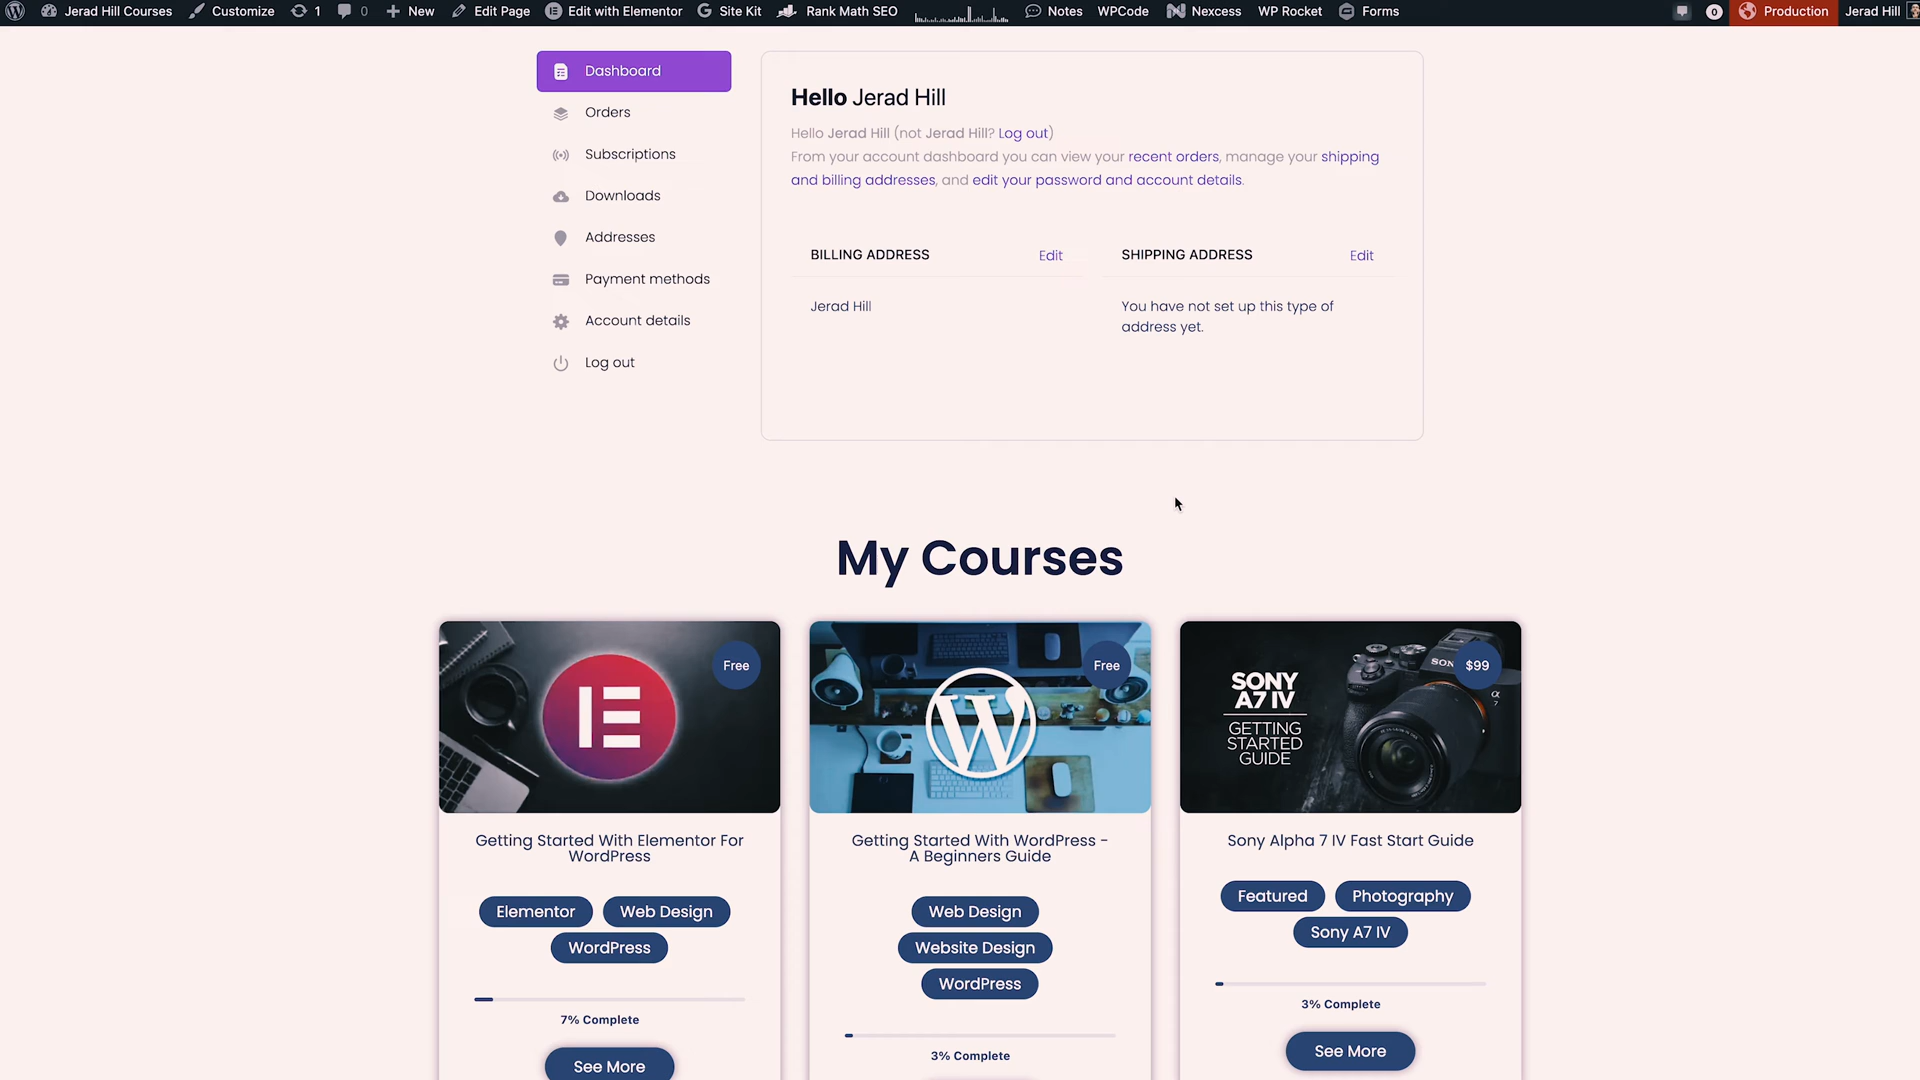 Jerad Hill Courses
Customize
1
0
New
Edit Page
Edit with Elementor
Site Kit
Rank Math SEO
Notes
WPCode
Nexcess
WP Rocket
Forms
0
Production
Jerad Hill
Dashboard
Orders
Subscriptions
Downloads
Addresses
Payment methods
Account details
Log out
Hello Jerad Hill
Hello Jerad Hill (not Jerad Hill? Log out)
From your account dashboard you can view your recent orders, manage your shipping
and billing addresses, and edit your password and account details.
BILLING ADDRESS
Edit
Jerad Hill
SHIPPING ADDRESS
Edit
You have not set up this type of
address yet.
My Courses
Free
Getting Started With Elementor For
WordPress
Elementor
Web Design
WordPress
7% Complete
See More
Free
Getting Started With WordPress -
A Beginners Guide
Web Design
Website Design
WordPress
3% Complete
SONY
A7 IV
GETTING
STARTED
GUIDE
SON
$99
α
7
Sony Alpha 7 IV Fast Start Guide
Featured
Photography
Sony A7 IV
3% Complete
See More